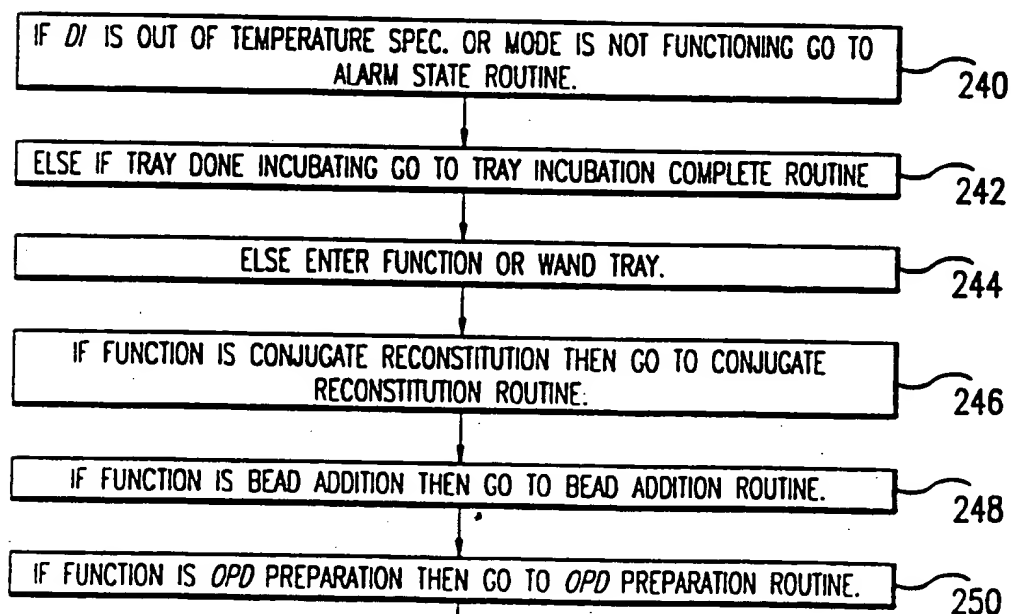 IF DI IS OUT OF TEMPERATURE SPEC. OR MODE IS NOT FUNCTIONING GO TO
ALARM STATE ROUTINE.
240
ELSE IF TRAY DONE INCUBATING GO TO TRAY INCUBATION COMPLETE ROUTINE
242
ELSE ENTER FUNCTION OR WAND TRAY.
244
IF FUNCTION IS CONJUGATE RECONSTITUTION THEN GO TO CONJUGATE
RECONSTITUTION ROUTINE.
246
IF FUNCTION IS BEAD ADDITION THEN GO TO BEAD ADDITION ROUTINE.
248
IF FUNCTION IS OPD PREPARATION THEN GO TO OPD PREPARATION ROUTINE.
250